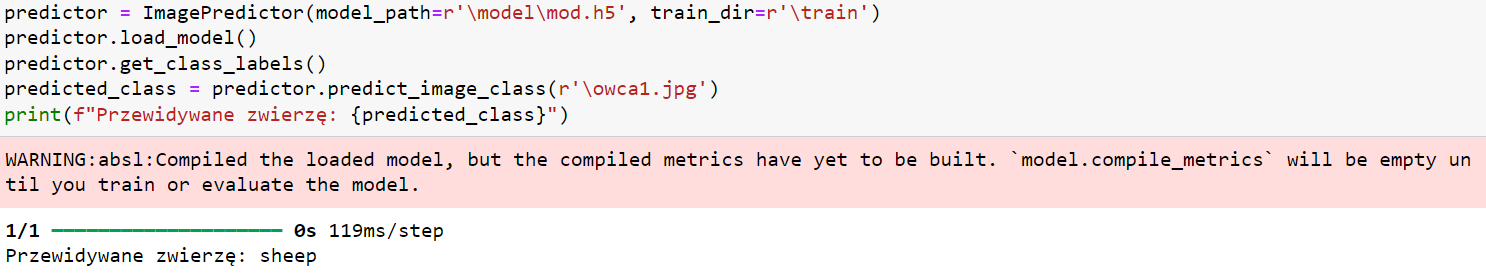 predictor = ImagePredictor(model_path=r'\model\mod.h5', train_dir=r'\train')
predictor.load_model()
predictor.get_class_labels()
predicted_class = predictor.predict_image_class(r'\owca1.jpg')
print(f"Przewidywane zwierzę: {predicted_class}")
WARNING:absl:Compiled the loaded model, but the compiled metrics have yet to be built. `model.compile_metrics` will be empty un
til you train or evaluate the model.
1/1 ━━━━━━━━━━━━━━━━━━━━ 0s 119ms/step
Przewidywane zwierzę: sheep